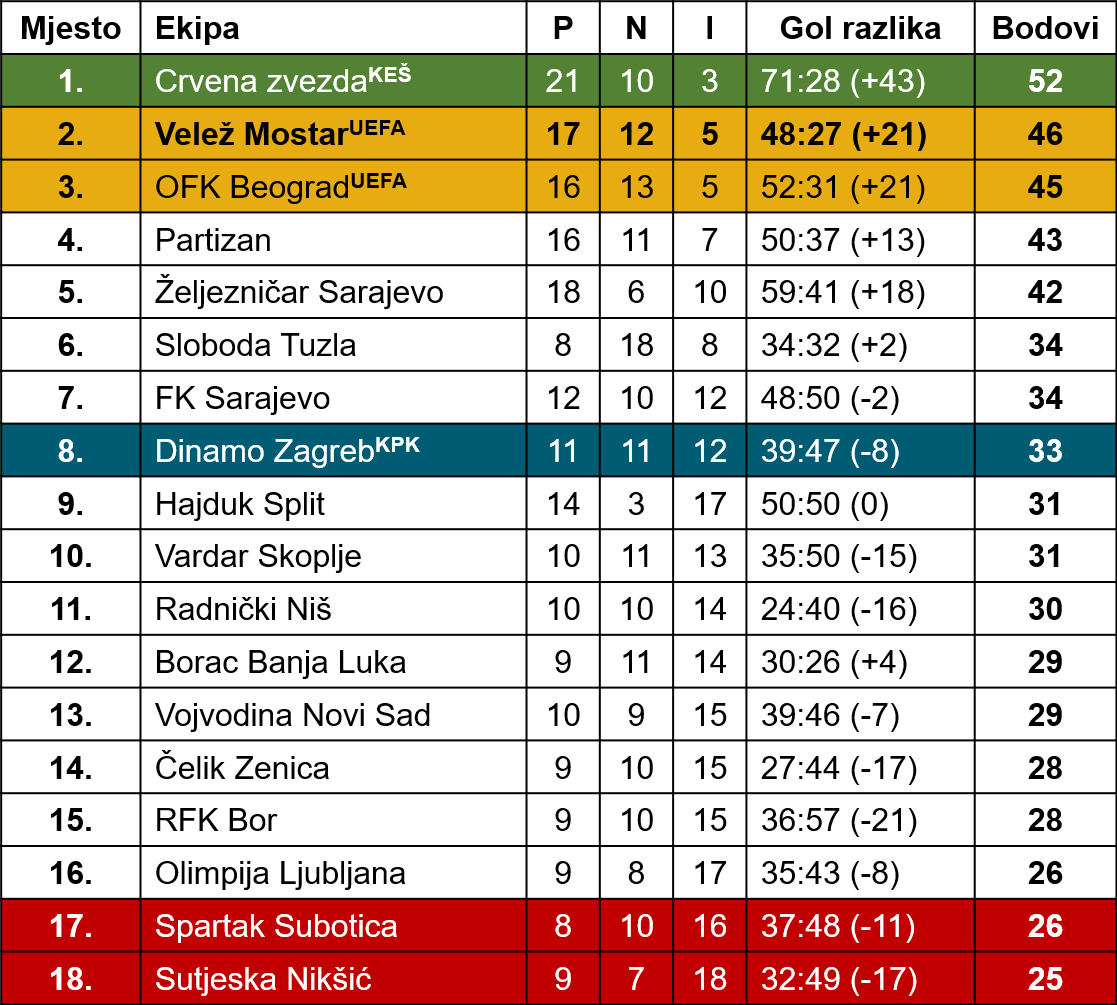 Mjesto Ekipa P N I Gol razlika Bodovi
1. Crvena zvezdaKEŠ 21 10 3 71:28 (+43) 52
2. Velež MostarUEFA 17 12 5 48:27 (+21) 46
3. OFK BeogradUEFA 16 13 5 52:31 (+21) 45
4. Partizan 16 11 7 50:37 (+13) 43
5. Željezničar Sarajevo 18 6 10 59:41 (+18) 42
6. Sloboda Tuzla 8 18 8 34:32 (+2) 34
7. FK Sarajevo 12 10 12 48:50 (-2) 34
8. Dinamo ZagrebKPK 11 11 12 39:47 (-8) 33
9. Hajduk Split 14 3 17 50:50 (0) 31
10. Vardar Skoplje 10 11 13 35:50 (-15) 31
11. Radnički Niš 10 10 14 24:40 (-16) 30
12. Borac Banja Luka 9 11 14 30:26 (+4) 29
13. Vojvodina Novi Sad 10 9 15 39:46 (-7) 29
14. Čelik Zenica 9 10 15 27:44 (-17) 28
15. RFK Bor 9 10 15 36:57 (-21) 28
16. Olimpija Ljubljana 9 8 17 35:43 (-8) 26
17. Spartak Subotica 8 10 16 37:48 (-11) 26
18. Sutjeska Nikšić 9 7 18 32:49 (-17) 25